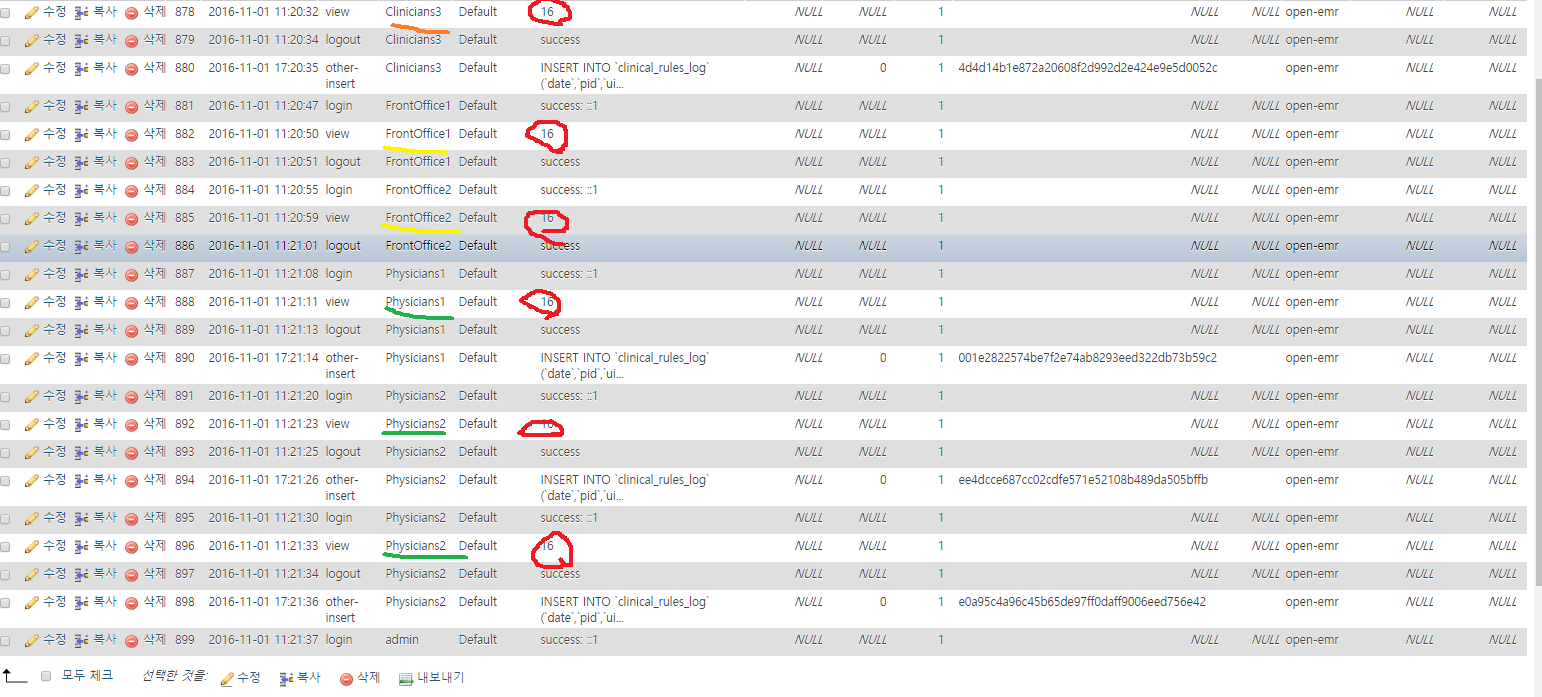 수정 복사 삭제 878 2016-11-01 11:20:32 view Clinicians3 Default 16 NULL NULL 1 NULL NULL open-emr NULL NULL
수정 복사 삭제 879 2016-11-01 11:20:34 logout Clinicians3 Default success NULL NULL 1 NULL NULL open-emr NULL NULL
수정 복사 삭제 880 2016-11-01 17:20:35 other- Clinicians3 Default INSERT INTO `clinical_rules_log` NULL 0 1 4d4d14b1e872a20608f2d992d2e424e9e5d0052c open-emr NULL NULL
insert (`date`,`pid`,`ui...
수정 복사 삭제 881 2016-11-01 11:20:47 login FrontOffice1 Default success: ::1 NULL NULL 1 NULL NULL open-emr NULL NULL
수정 복사 삭제 882 2016-11-01 11:20:50 view FrontOffice1 Default 16 NULL NULL 1 NULL NULL open-emr NULL NULL
수정 복사 삭제 883 2016-11-01 11:20:51 logout FrontOffice1 Default success NULL NULL 1 NULL NULL open-emr NULL NULL
수정 복사 삭제 884 2016-11-01 11:20:55 login FrontOffice2 Default success: ::1 NULL NULL 1 NULL NULL open-emr NULL NULL
수정 복사 삭제 885 2016-11-01 11:20:59 view FrontOffice2 Default 16 NULL NULL 1 NULL NULL open-emr NULL NULL
수정 복사 삭제 886 2016-11-01 11:21:01 logout FrontOffice2 Default success NULL NULL 1 NULL NULL open-emr NULL NULL
수정 복사 삭제 887 2016-11-01 11:21:08 login Physicians1 Default success: ::1 NULL NULL 1 NULL NULL open-emr NULL NULL
수정 복사 삭제 888 2016-11-01 11:21:11 view Physicians1 Default 16 NULL NULL 1 NULL NULL open-emr NULL NULL
수정 복사 삭제 889 2016-11-01 11:21:13 logout Physicians1 Default success NULL NULL 1 NULL NULL open-emr NULL NULL
수정 복사 삭제 890 2016-11-01 17:21:14 other- Physicians1 Default INSERT INTO `clinical_rules_log` NULL 0 1 001e2822574be7f2e74ab8293eed322db73b59c2 open-emr NULL NULL
insert (`date`,`pid`,`ui...
수정 복사 삭제 891 2016-11-01 11:21:20 login Physicians2 Default success: ::1 NULL NULL 1 NULL NULL open-emr NULL NULL
수정 복사 삭제 892 2016-11-01 11:21:23 view Physicians2 Default 16 NULL NULL 1 NULL NULL open-emr NULL NULL
수정 복사 삭제 893 2016-11-01 11:21:25 logout Physicians2 Default success NULL NULL 1 NULL NULL open-emr NULL NULL
수정 복사 삭제 894 2016-11-01 17:21:26 other- Physicians2 Default INSERT INTO `clinical_rules_log` NULL 0 1 ee4dcce687cc02cdfe571e52108b489da505bffb open-emr NULL NULL
insert (`date`,`pid`,`ui...
수정 복사 삭제 895 2016-11-01 11:21:30 login Physicians2 Default success: ::1 NULL NULL 1 NULL NULL open-emr NULL NULL
수정 복사 삭제 896 2016-11-01 11:21:33 view Physicians2 Default 16 NULL NULL 1 NULL NULL open-emr NULL NULL
수정 복사 삭제 897 2016-11-01 11:21:34 logout Physicians2 Default success NULL NULL 1 NULL NULL open-emr NULL NULL
수정 복사 삭제 898 2016-11-01 17:21:36 other- Physicians2 Default INSERT INTO `clinical_rules_log` NULL 0 1 e0a95c4a96c45b65de97ff0daff9006eed756e42 open-emr NULL NULL
insert (`date`,`pid`,`ui...
수정 복사 삭제 899 2016-11-01 11:21:37 login admin Default success: ::1 NULL NULL 1 NULL NULL open-emr NULL NULL
모두 체크 선택한 것을: 수정 복사 삭제 내보내기